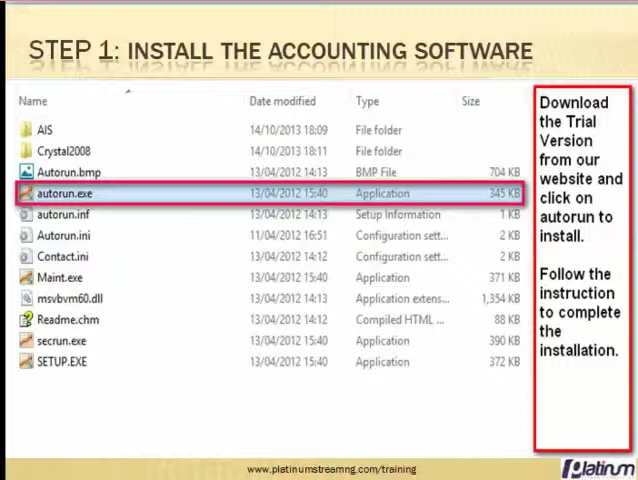 STEP 1: INSTALL THE ACCOUNTING SOFTWARE
Name Date modified Type Size
AIS 14/10/2013 18:09 File folder
Crystal2008 14/10/2013 18:11 File folder
Autorun.bmp 13/04/2012 14:13 BMP File 704 KB
autorun.exe 13/04/2012 15:40 Application 345 KB
autorun.inf 13/04/2012 14:13 Setup Information 1 KB
Autorun.ini 11/04/2012 16:51 Configuration sett... 2 KB
Contact.ini 13/04/2012 14:12 Configuration sett... 2 KB
Maint.exe 13/04/2012 15:40 Application 371 KB
msvbvm60.dll 13/04/2012 14:13 Application extens... 1,354 KB
Readme.chm 13/04/2012 14:12 Compiled HTML ... 88 KB
secrun.exe 13/04/2012 15:40 Application 390 KB
SETUP.EXE 13/04/2012 15:40 Application 372 KB
Download
the Trial
Version
from our
website and
click on
autorun to
install.
Follow the
instruction
to complete
the
installation.
www.platinumstreamng.com/training
platinum